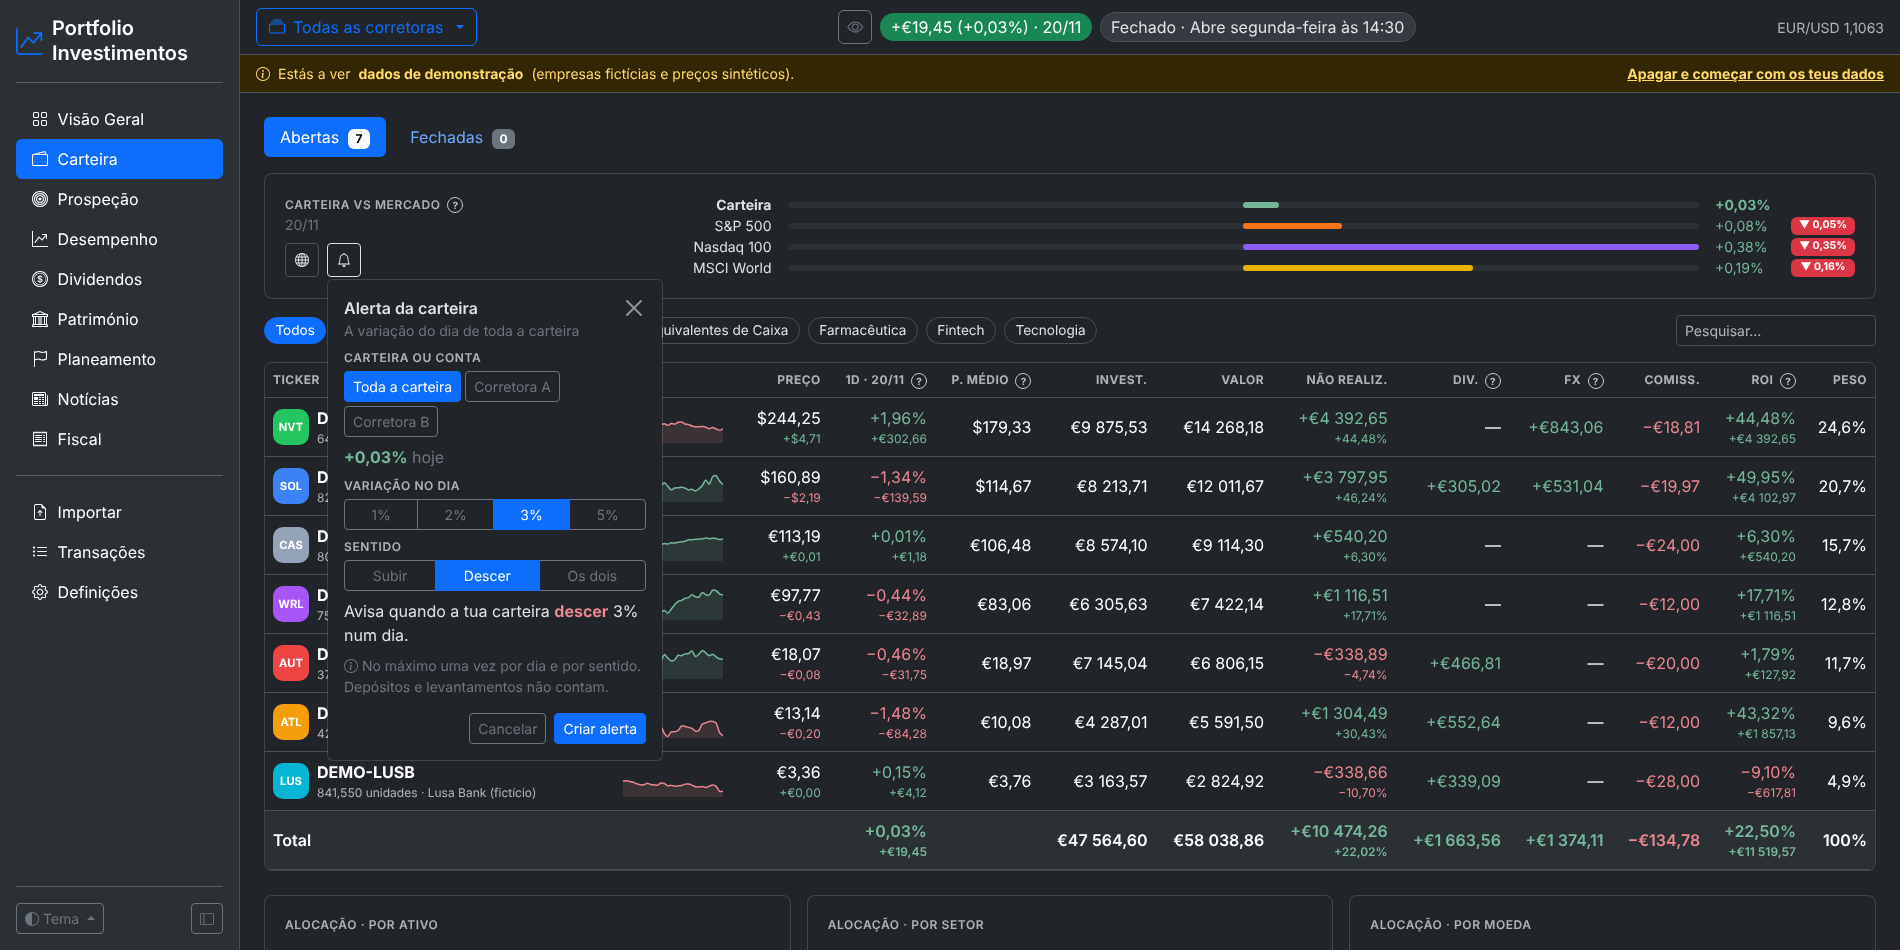 Portfolio
Investimentos
Visão Geral
Carteira
Prospeção
Desempenho
Dividendos
Património
Planeamento
Notícias
Fiscal
Importar
Transações
Definições
Tema
Todas as corretoras
+€19,45 (+0,03%) · 20/11
Fechado · Abre segunda-feira às 14:30
EUR/USD 1,1063
Estás a ver dados de demonstração (empresas fictícias e preços sintéticos).
Apagar e começar com os teus dados
Abertas 7
Fechadas 0
CARTEIRA VS MERCADO ?
20/11
Carteira +0,03%
S&P 500 +0,08% ▼ 0,05%
Nasdaq 100 +0,38% ▼ 0,35%
MSCI World +0,19% ▼ 0,16%
Todos
quivalentes de Caixa
Farmacêutica
Fintech
Tecnologia
Pesquisar...
Alerta da carteira
A variação do dia de toda a carteira
CARTEIRA OU CONTA
Toda a carteira
Corretora A
Corretora B
+0,03% hoje
VARIAÇÃO NO DIA
1% 2% 3% 5%
SENTIDO
Subir Descer Os dois
Avisa quando a tua carteira descer 3%
num dia.
No máximo uma vez por dia e por sentido.
Depósitos e levantamentos não contam.
Cancelar
Criar alerta
TICKER PREÇO 1D · 20/11 ? P. MÉDIO ? INVEST. VALOR NÃO REALIZ. DIV. ? FX ? COMISS. ROI ? PESO
NVT D $244,25 +1,96% $179,33 €9 875,53 €14 268,18 +€4 392,65 — +€843,06 −€18,81 +44,48% 24,6%
64 +$4,71 +€302,66 +44,48% +€4 392,65
SOL D $160,89 −1,34% $114,67 €8 213,71 €12 011,67 +€3 797,95 +€305,02 +€531,04 −€19,97 +49,95% 20,7%
82 −$2,19 −€139,59 +46,24% +€4 102,97
CAS D €113,19 +0,01% €106,48 €8 574,10 €9 114,30 +€540,20 — — −€24,00 +6,30% 15,7%
80 +€0,01 +€1,18 +6,30% +€540,20
WRL D €97,77 −0,44% €83,06 €6 305,63 €7 422,14 +€1 116,51 — — −€12,00 +17,71% 12,8%
75 −€0,43 −€32,89 +17,71% +€1 116,51
AUT D €18,07 −0,46% €18,97 €7 145,04 €6 806,15 −€338,89 +€466,81 — −€20,00 +1,79% 11,7%
37 −€0,08 −€31,75 −4,74% +€127,92
ATL D €13,14 −1,48% €10,08 €4 287,01 €5 591,50 +€1 304,49 +€552,64 — −€12,00 +43,32% 9,6%
42 −€0,20 −€84,28 +30,43% +€1 857,13
LUS DEMO-LUSB €3,36 +0,15% €3,76 €3 163,57 €2 824,92 −€338,66 +€339,09 — −€28,00 −9,10% 4,9%
841,550 unidades · Lusa Bank (fictício) +€0,00 +€4,12 −10,70% −€617,81
Total +0,03% €47 564,60 €58 038,86 +€10 474,26 +€1 663,56 +€1 374,11 −€134,78 +22,50% 100%
+€19,45 +22,02% +€11 519,57
ALOCAÇÃO · POR ATIVO
ALOCAÇÃO · POR SETOR
ALOCAÇÃO · POR MOEDA